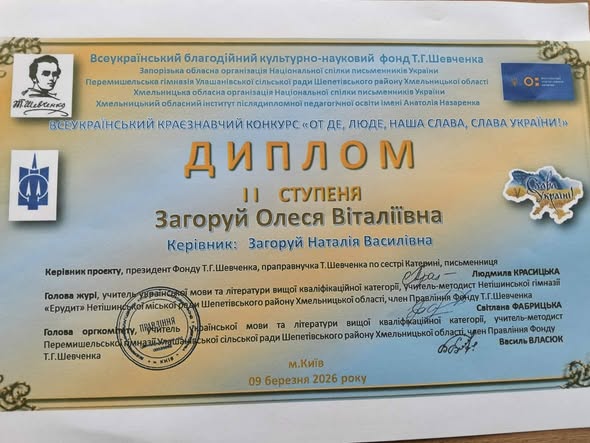 Всеукраїнський благодійний культурно-науковий фонд Т.Г.Шевченка
Запорізька обласна організація Національної спілки письменників України
Перемишельська гімназія Улашанівської сільської ради Шепетівського району Хмельницької області
Хмельницька обласна організація Національної спілки письменників України
Хмельницький обласний інститут післядипломної педагогічної освіти імені Анатолія Назаренка
Т.Шевченко
ВСЕУКРАЇНСЬКИЙ КРАЄЗНАВЧИЙ КОНКУРС «ОТ ДЕ, ЛЮДЕ, НАША СЛАВА, СЛАВА УКРАЇНИ!»
ДИПЛОМ
ІІ СТУПЕНЯ
Загоруй Олеся Віталіївна
Керівник: Загоруй Наталія Василівна
Слава Україні!
Керівник проекту, президент Фонду Т.Г.Шевченка, праправнучка Т.Шевченка по сестрі Катерині, письменниця
Людмила КРАСИЦЬКА
Голова журі, учитель української мови та літератури вищої кваліфікаційної категорії, учитель-методист Нетішинської гімназії
«Ерудит» Нетішинської міської ради Шепетівського району Хмельницької області, член Правління Фонду Т.Г.Шевченка
Світлана ФАБРИЦЬКА
Голова оргкомітету, учитель української мови та літератури вищої кваліфікаційної категорії, учитель-методист
Перемишельської гімназії Улашанівської сільської ради Шепетівського району Хмельницької області, член Правління Фонду
Т.Г.Шевченка
Василь ВЛАСЮК
ПРАВЛІННЯ
м.Київ
09 березня 2026 року